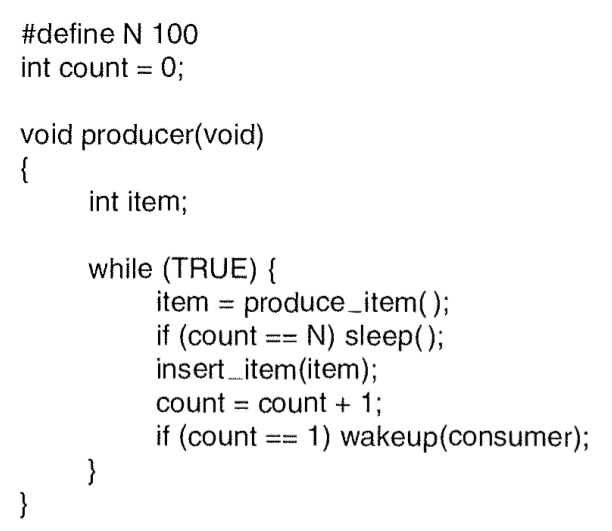 #define N 100
int count = 0;
void producer(void)
{
int item;
while (TRUE) {
item = produce_item( );
if (count == N) sleep( );
insert_item(item);
count = count + 1;
if (count == 1) wakeup(consumer);
}
}